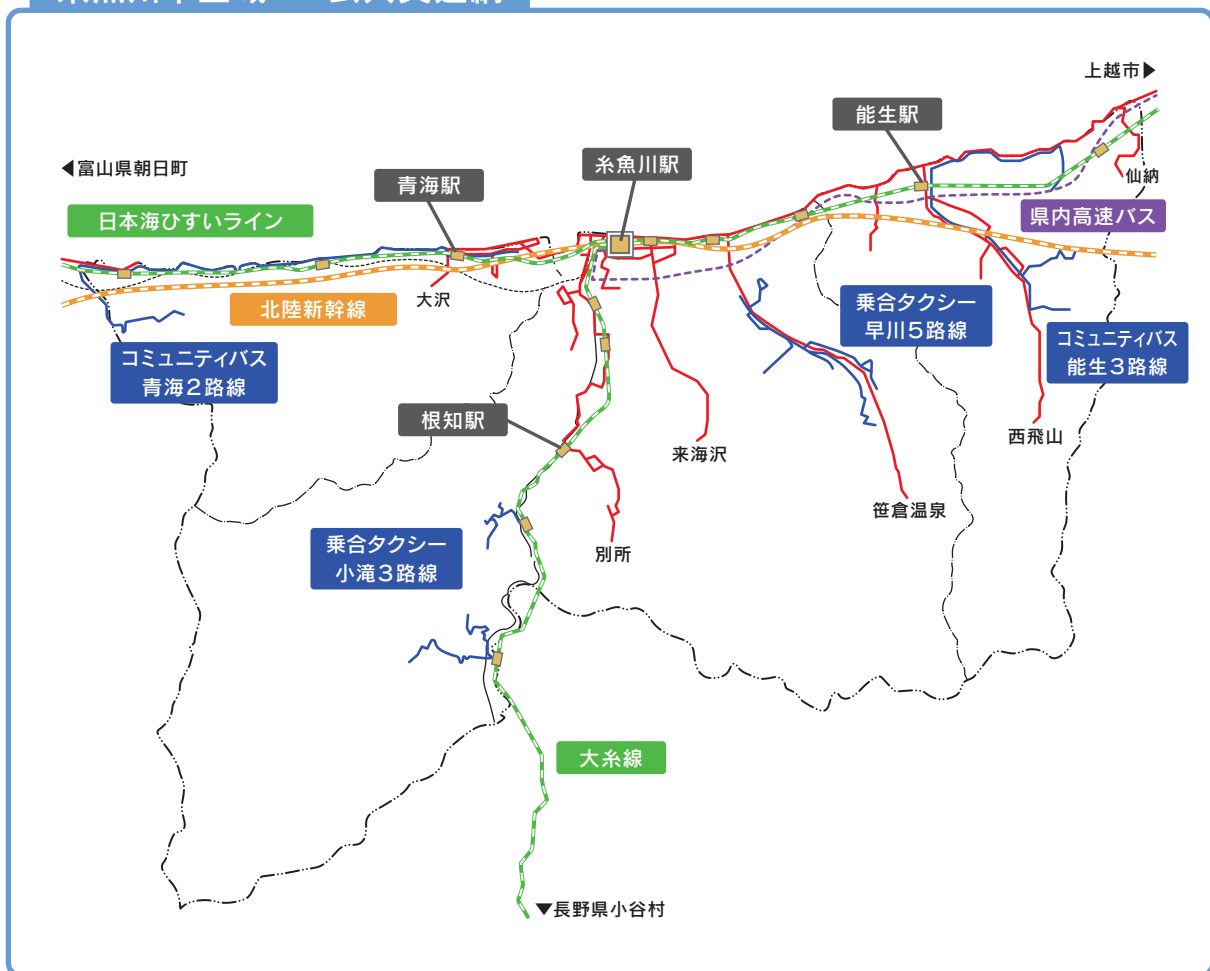 上越市▶
能生駅
糸魚川駅
◀富山県朝日町
青海駅
仙納
日本海ひすいライン
県内高速バス
大沢
北陸新幹線
乗合タクシー
早川5路線
コミュニティバス
青海2路線
コミュニティバス
能生3路線
根知駅
西飛山
来海沢
笹倉温泉
乗合タクシー
小滝3路線
別所
大糸線
▼長野県小谷村